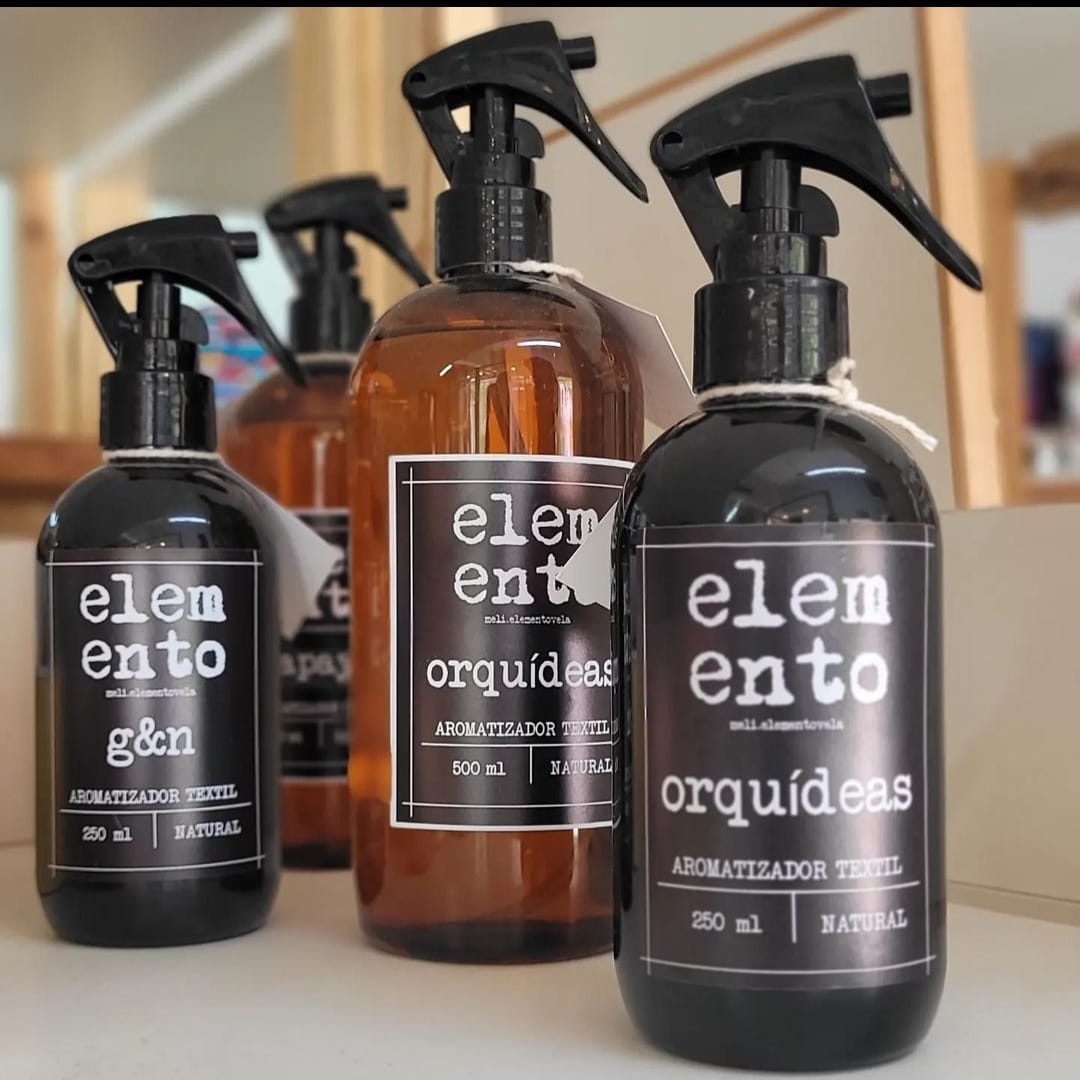 elem
ento
meli.elementovela
g&n
AROMATIZADOR TEXTIL
250 ml
NATURAL
apay
elem
ento
meli.elementovela
orquídeas
AROMATIZADOR TEXTIL
500 ml
NATURAL
elem
ento
meli.elementovela
orquídeas
AROMATIZADOR TEXTIL
250 ml
NATURAL